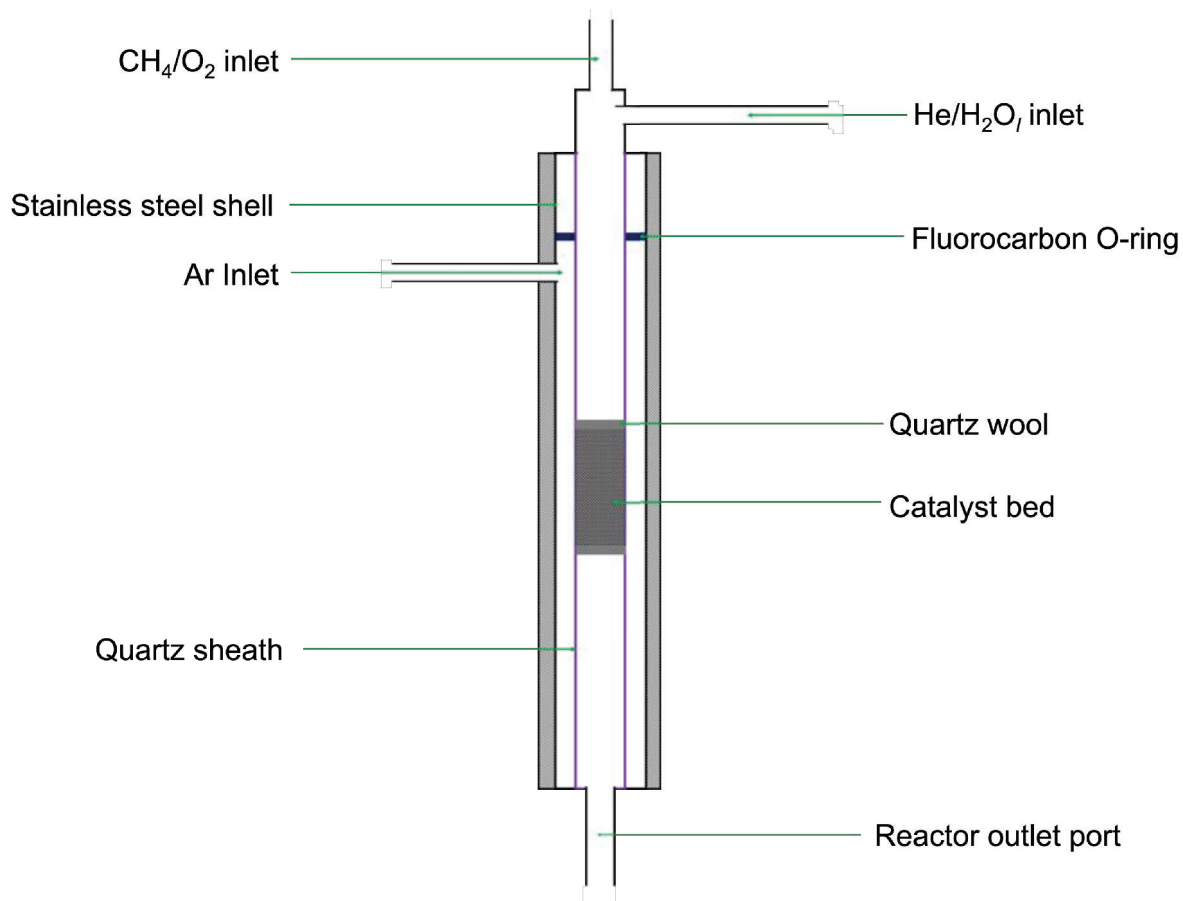 CH₄/O₂ inlet
He/H₂Oₗ inlet
Stainless steel shell
Fluorocarbon O-ring
Ar Inlet
Quartz wool
Catalyst bed
Quartz sheath
Reactor outlet port